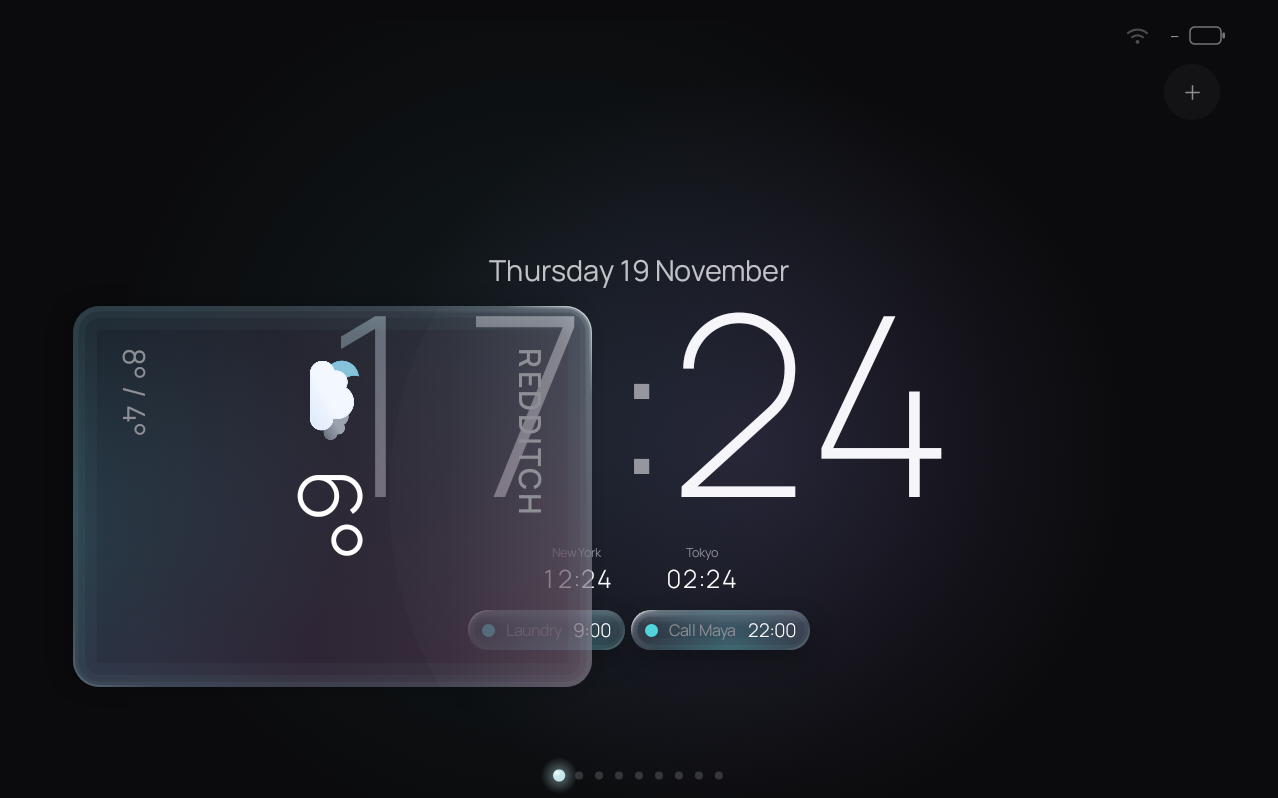 Thursday 19 November
17:24
REDDITCH
6°
8° / 4°
New York
12:24
Tokyo
02:24
Laundry 9:00
Call Maya 22:00